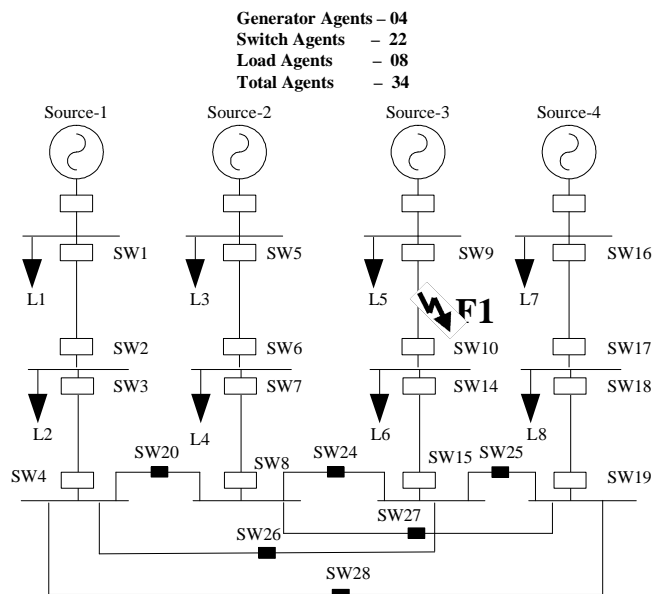 Generator Agents – 04
Switch Agents – 22
Load Agents – 08
Total Agents – 34
Source-1 Source-2 Source-3 Source-4
SW1 SW5 SW9 SW16
L1 L3 L5 L7
F1
SW2 SW6 SW10 SW17
SW3 SW7 SW14 SW18
L2 L4 L6 L8
SW4 SW20 SW8 SW24 SW15 SW25 SW19
SW27
SW26
SW28